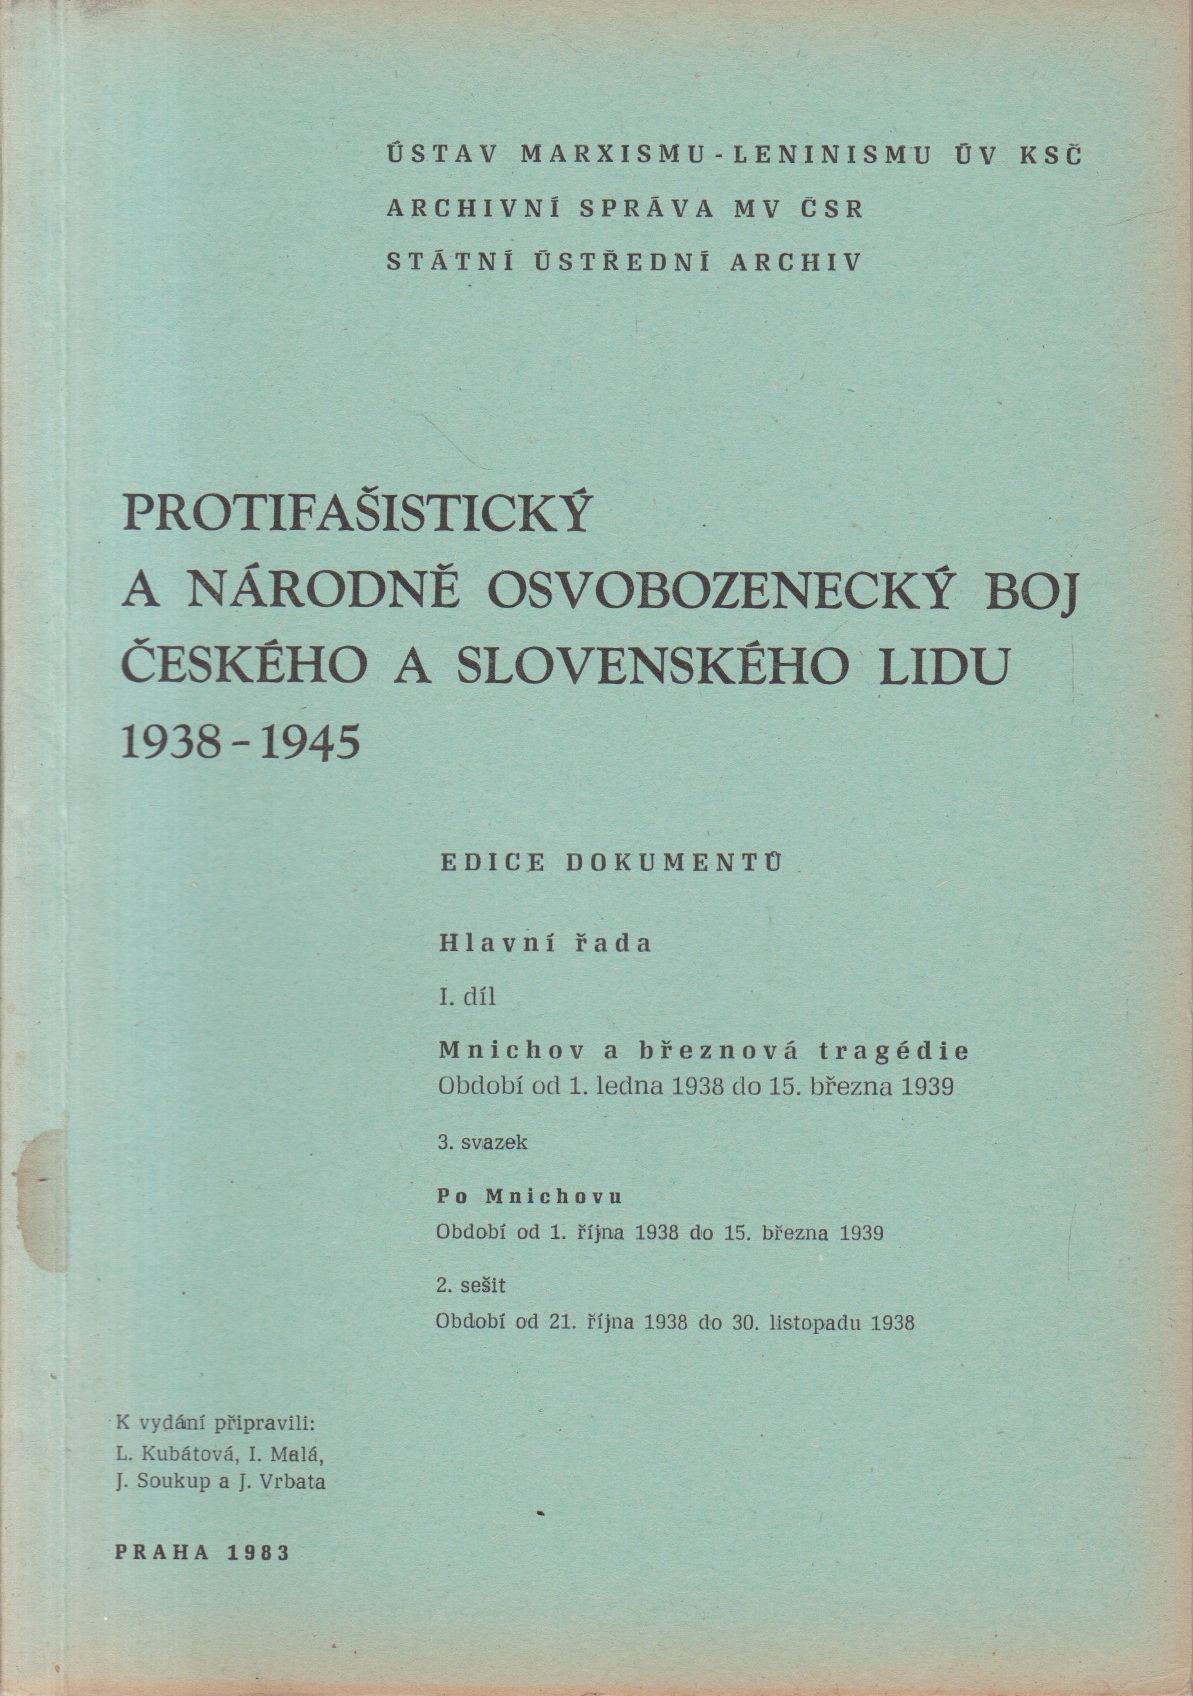 ÚSTAV MARXISMU-LENINISMU ÚV KSČ
ARCHIVNÍ SPRÁVA MV ČSR
STÁTNÍ ÚSTŘEDNÍ ARCHIV
PROTIFAŠISTICKÝ
A NÁRODNĚ OSVOBOZENECKÝ BOJ
ČESKÉHO A SLOVENSKÉHO LIDU
1938-1945
EDICE DOKUMENTŮ
Hlavní řada
I. díl
Mnichov a březnová tragédie
Období od 1. ledna 1938 do 15. března 1939
3. svazek
Po Mnichovu
Období od 1. října 1938 do 15. března 1939
2. sešit
Období od 21. října 1938 do 30. listopadu 1938
K vydání připravili:
L. Kubátová, I. Malá,
J. Soukup a J. Vrbata
PRAHA 1983